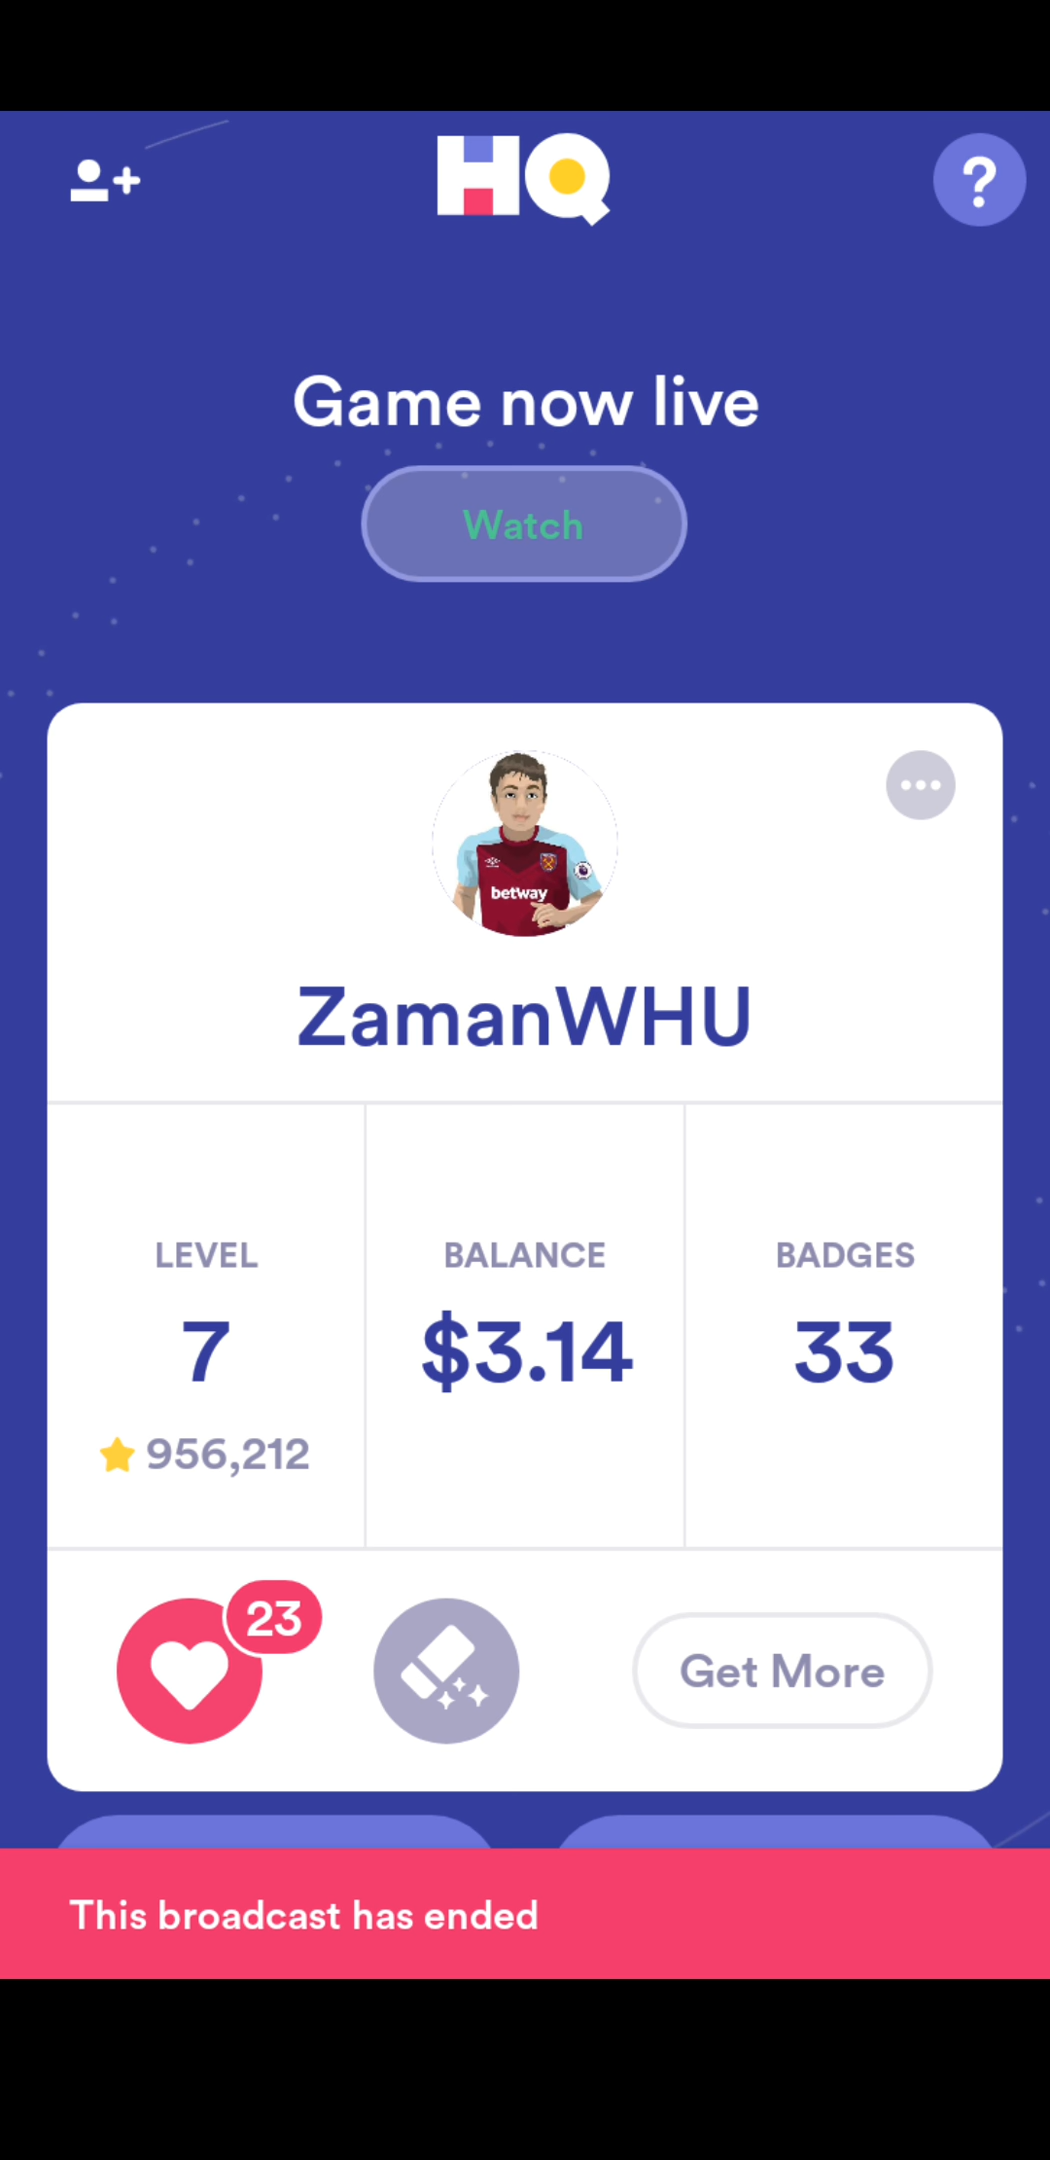 HQ
?
Game now live
Watch
betway
ZamanWHU
LEVEL
BALANCE
BADGES
7
$3.14
33
956,212
23
Get More
This broadcast has ended